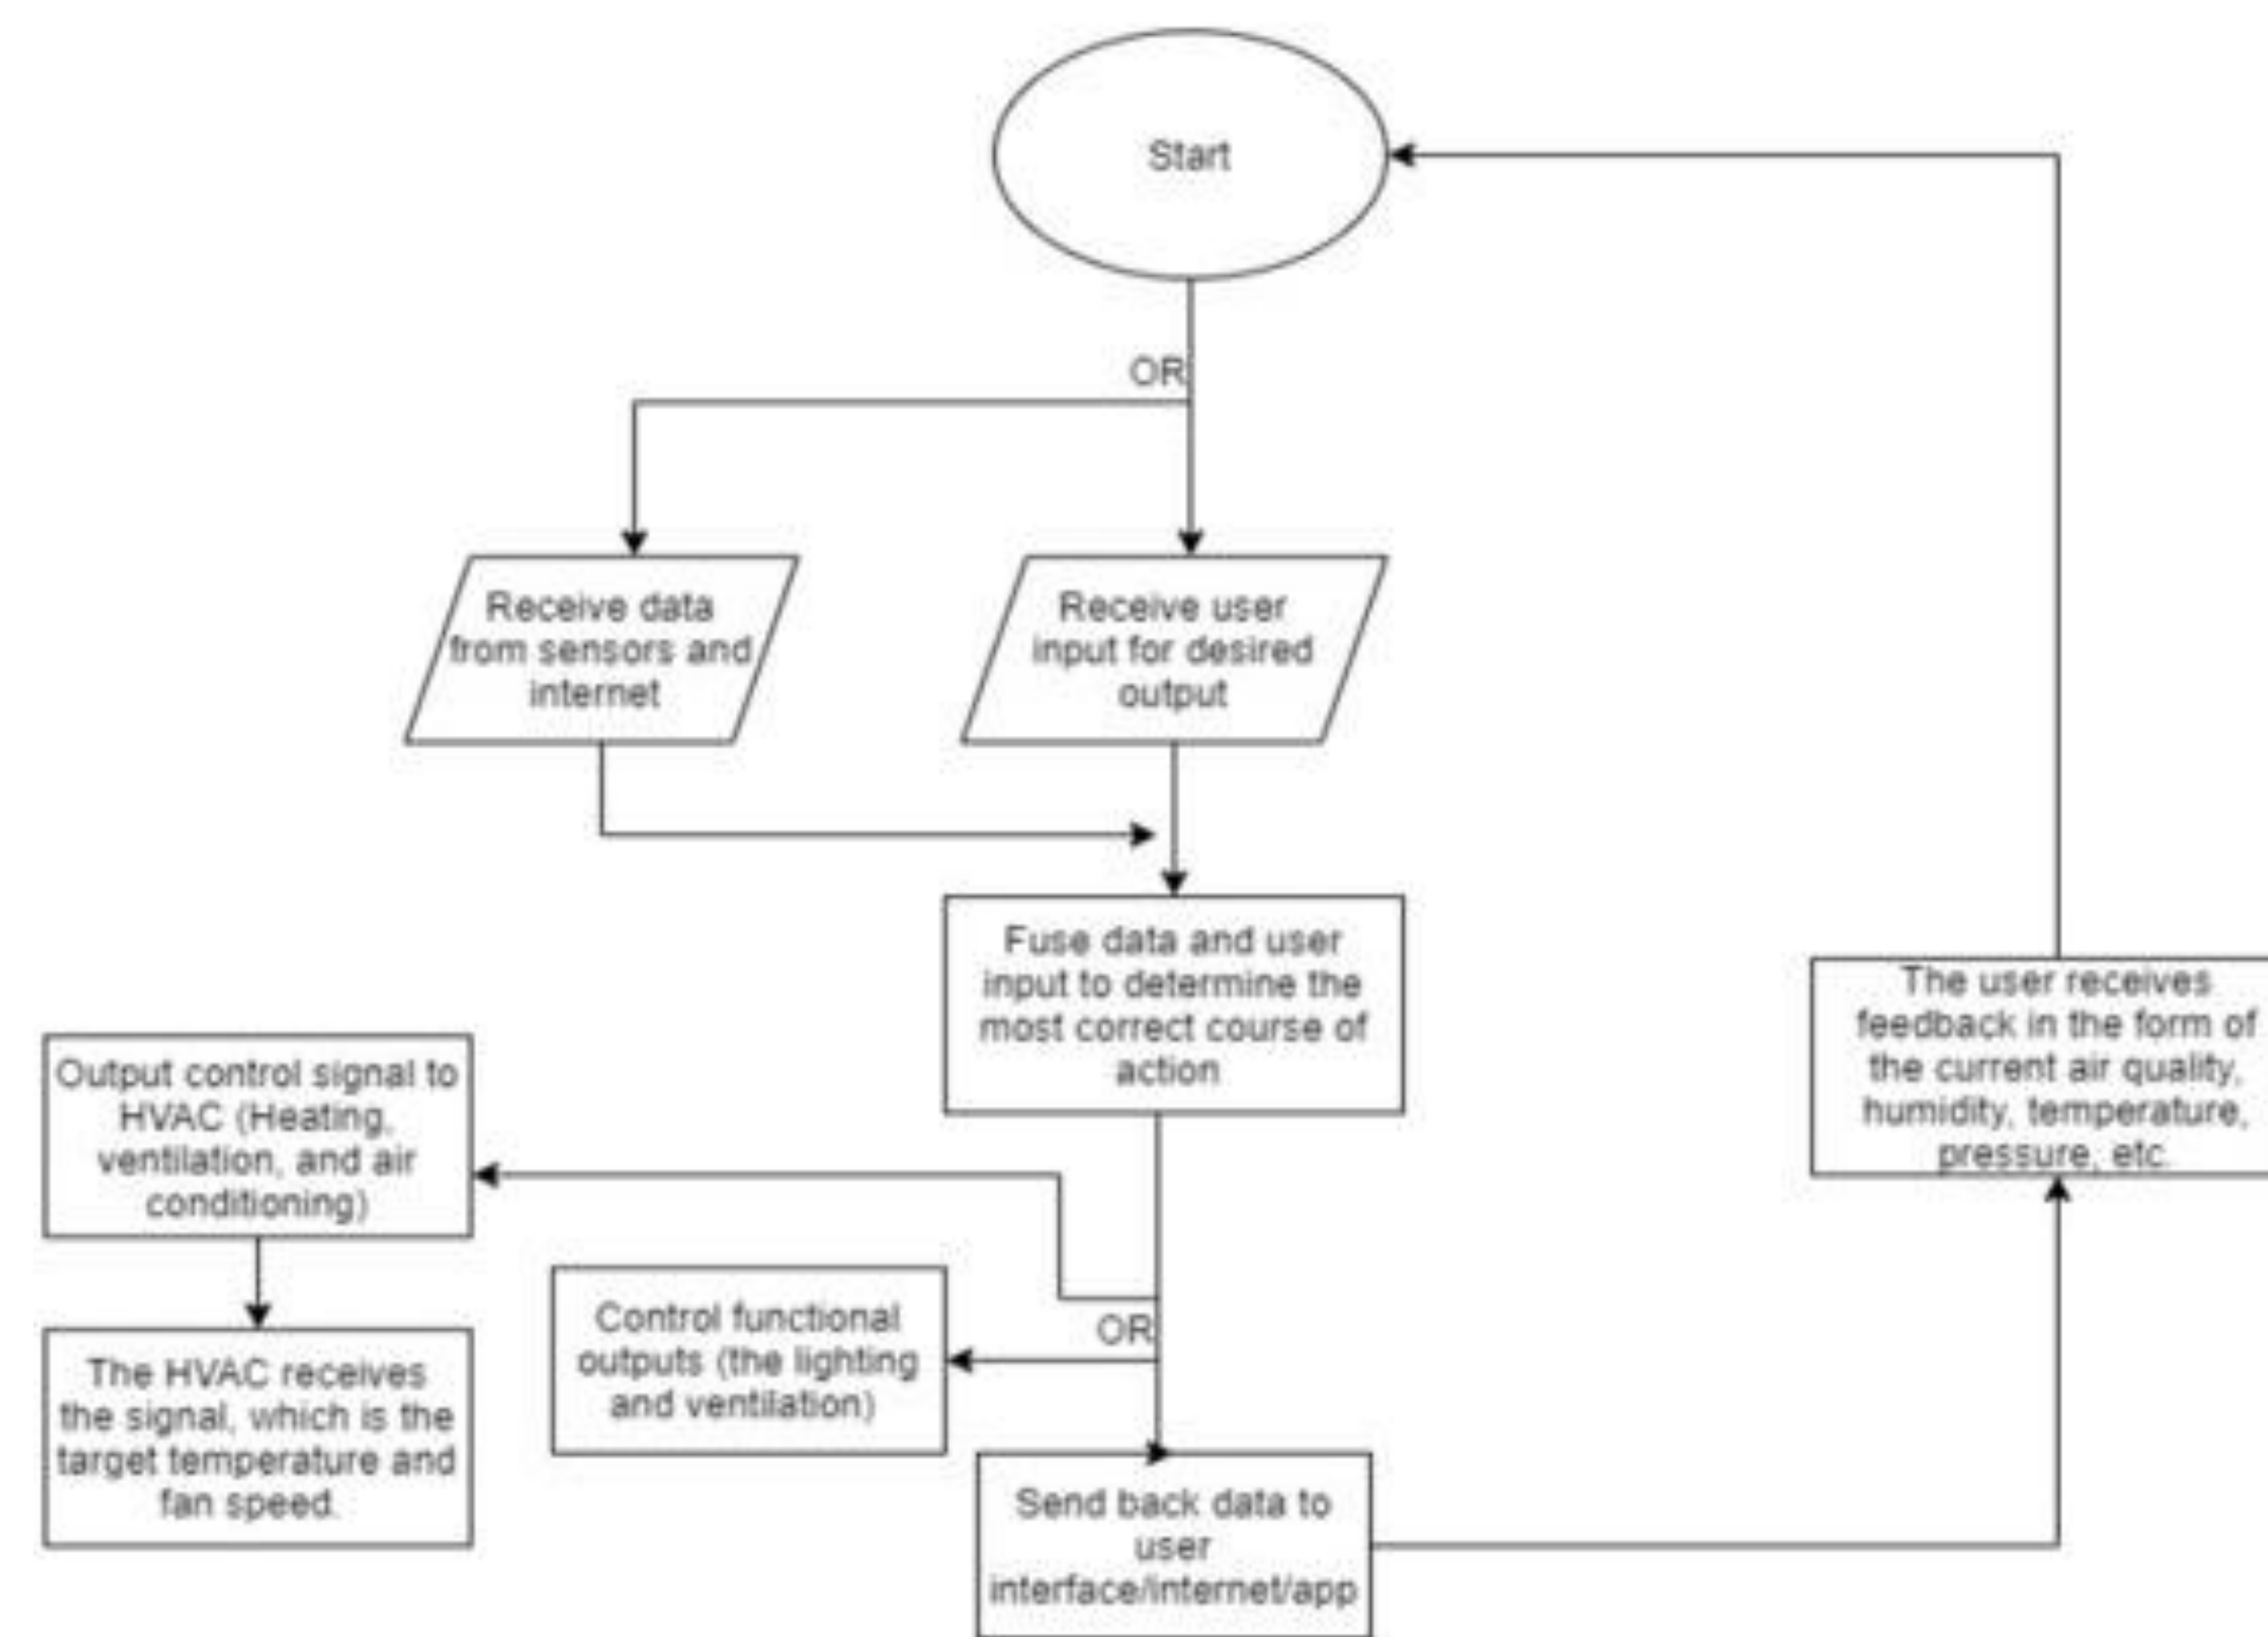 Start
OR
Receive data
from sensors and
internet
Receive user
input for desired
output
Fuse data and user
input to determine the
most correct course of
action
Output control signal to
HVAC (Heating,
ventilation, and air
conditioning)
The HVAC receives
the signal, which is the
target temperature and
fan speed.
OR
Control functional
outputs (the lighting
and ventilation)
Send back data to
user
interface/internet/app
The user receives
feedback in the form of
the current air quality,
humidity, temperature,
pressure, etc.